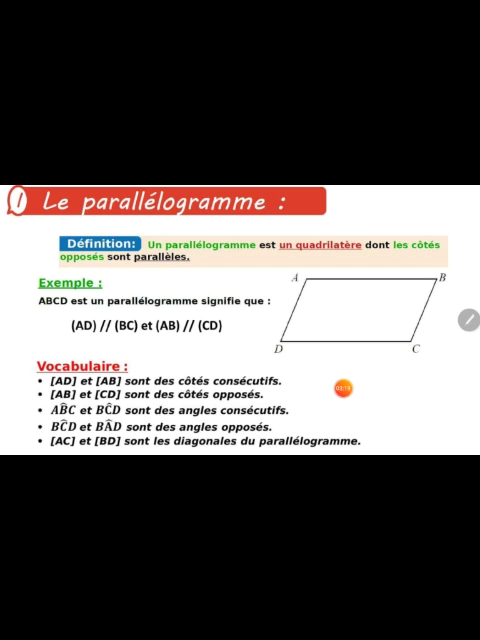 1 Le parallélogramme :
Définition: Un parallélogramme est un quadrilatère dont les côtés
opposés sont parallèles.
Exemple :
ABCD est un parallélogramme signifie que :
(AD) // (BC) et (AB) // (CD)
A B
D C
Vocabulaire :
• [AD] et [AB] sont des côtés consécutifs.
• [AB] et [CD] sont des côtés opposés.
• AB̂C et BĈD sont des angles consécutifs.
• BĈD et BÂD sont des angles opposés.
• [AC] et [BD] sont les diagonales du parallélogramme.